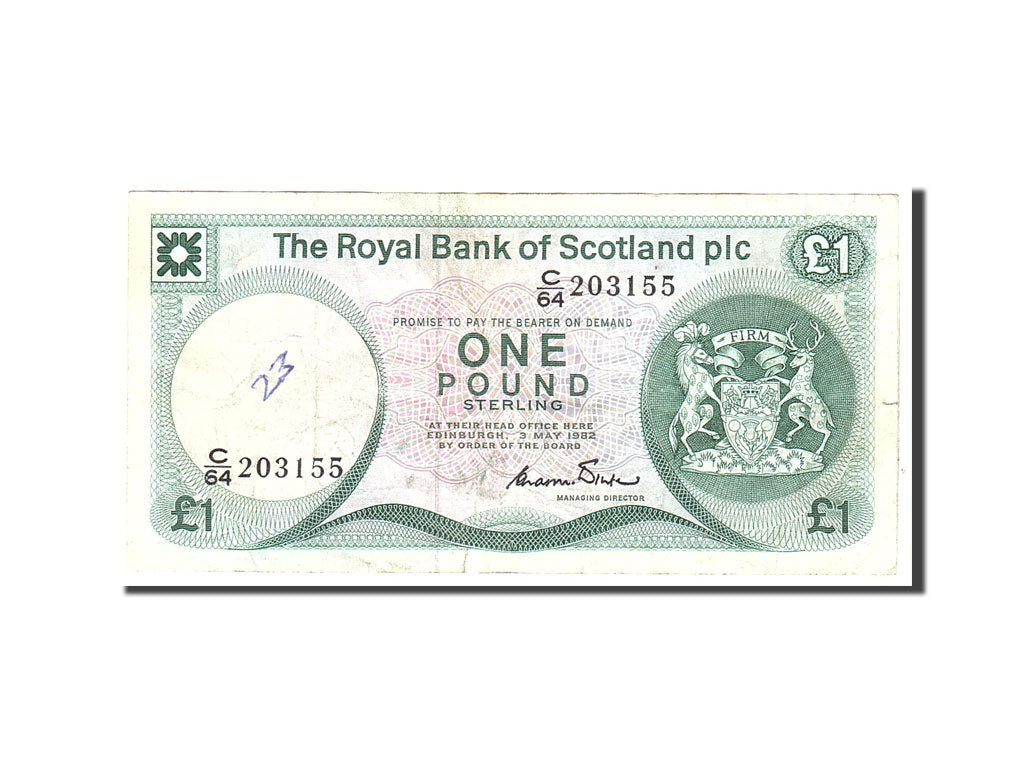 The Royal Bank of Scotland plc
£1
C/64 203155
PROMISE TO PAY THE BEARER ON DEMAND
ONE
POUND
STERLING
AT THEIR HEAD OFFICE HERE
EDINBURGH, 3 MAY 1982
BY ORDER OF THE BOARD
MANAGING DIRECTOR
FIRM
23
C/64 203155
£1
£1